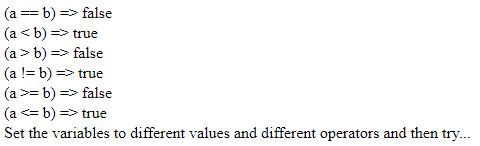 (a == b) => false
(a < b) => true
(a > b) => false
(a != b) => true
(a >= b) => false
(a <= b) => true
Set the variables to different values and different operators and then try...